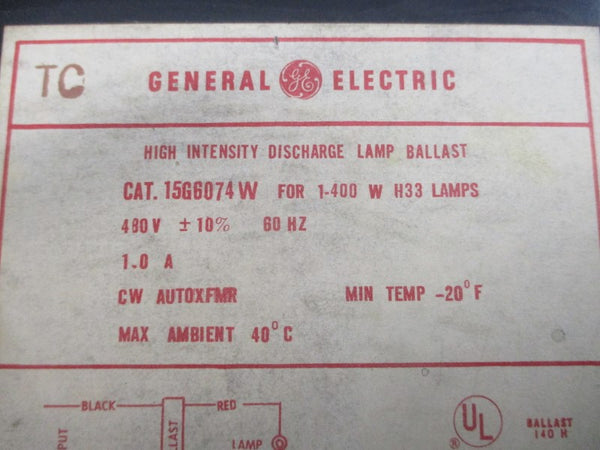 TC GENERAL GE ELECTRIC
HIGH INTENSITY DISCHARGE LAMP BALLAST
CAT. 15G6074W FOR 1-400 W H33 LAMPS
480V ±10% 60 HZ
1.0 A
CW AUTOXFMR MIN TEMP -20°F
MAX AMBIENT 40°C
BLACK RED
LAMP
UL ®
BALLAST
140 H